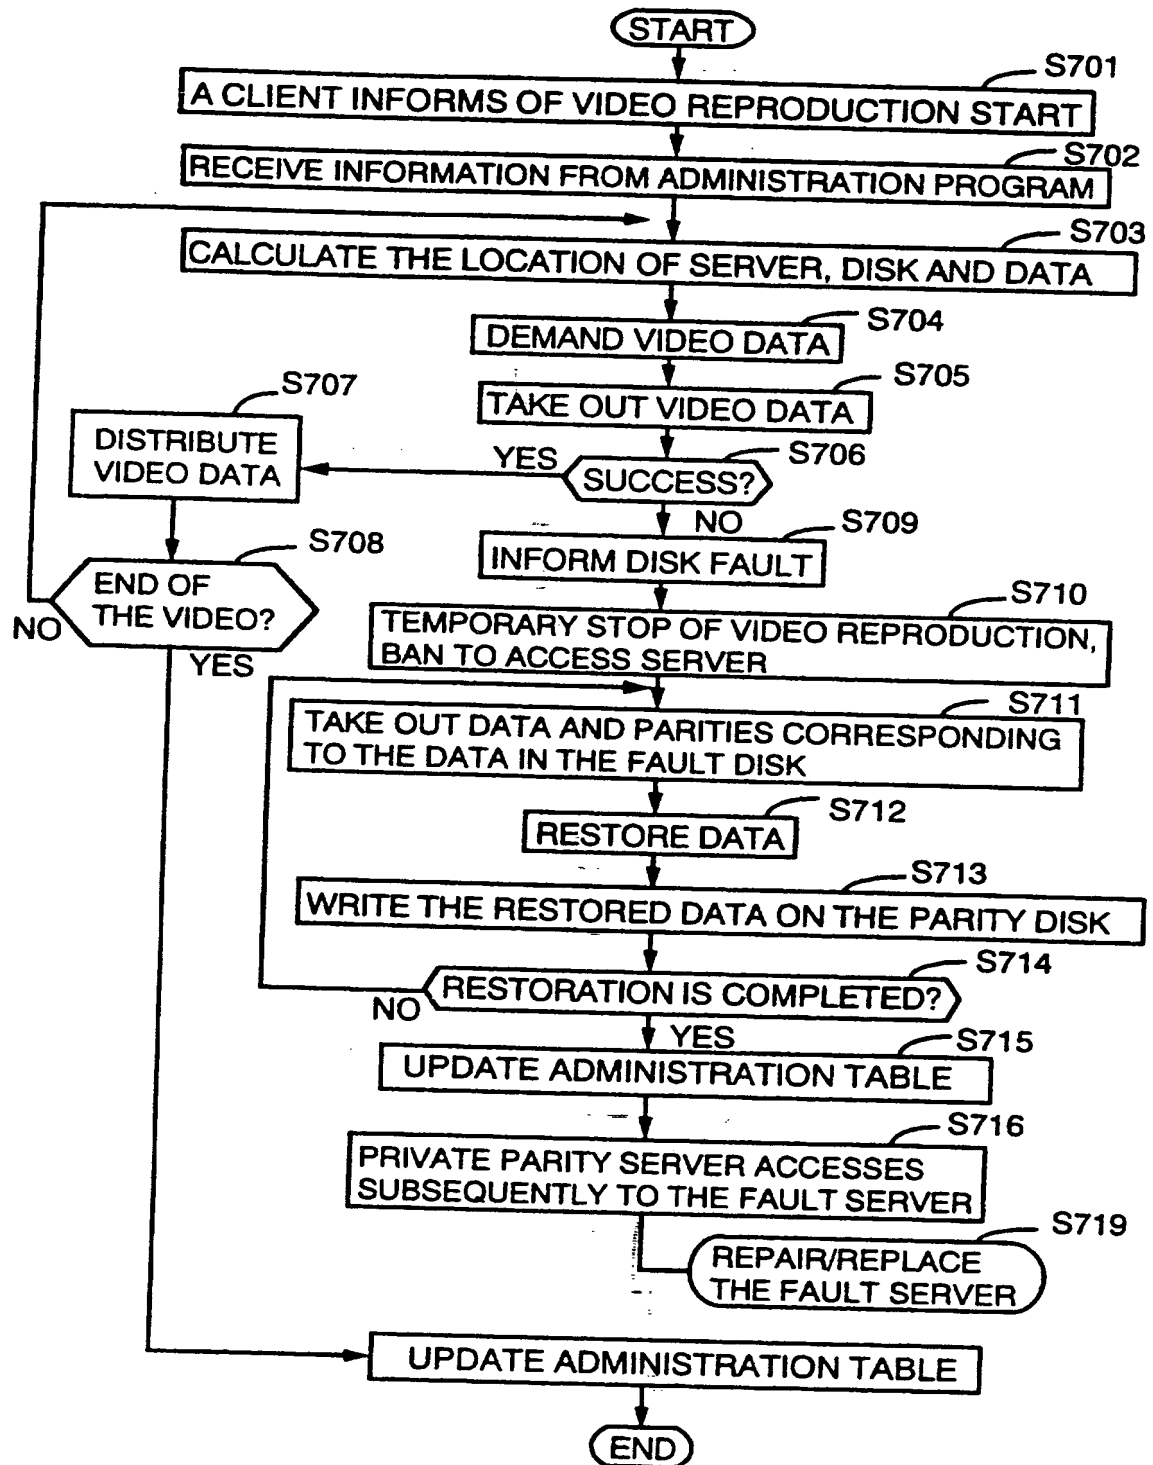 START
S701
A CLIENT INFORMS OF VIDEO REPRODUCTION START
S702
RECEIVE INFORMATION FROM ADMINISTRATION PROGRAM
S703
CALCULATE THE LOCATION OF SERVER, DISK AND DATA
S704
DEMAND VIDEO DATA
S705
TAKE OUT VIDEO DATA
S706
SUCCESS?
YES
NO
S707
DISTRIBUTE
VIDEO DATA
S708
END OF
THE VIDEO?
NO
YES
S709
INFORM DISK FAULT
S710
TEMPORARY STOP OF VIDEO REPRODUCTION,
BAN TO ACCESS SERVER
S711
TAKE OUT DATA AND PARITIES CORRESPONDING
TO THE DATA IN THE FAULT DISK
S712
RESTORE DATA
S713
WRITE THE RESTORED DATA ON THE PARITY DISK
S714
RESTORATION IS COMPLETED?
NO
YES
S715
UPDATE ADMINISTRATION TABLE
S716
PRIVATE PARITY SERVER ACCESSES
SUBSEQUENTLY TO THE FAULT SERVER
S719
REPAIR/REPLACE
THE FAULT SERVER
UPDATE ADMINISTRATION TABLE
END